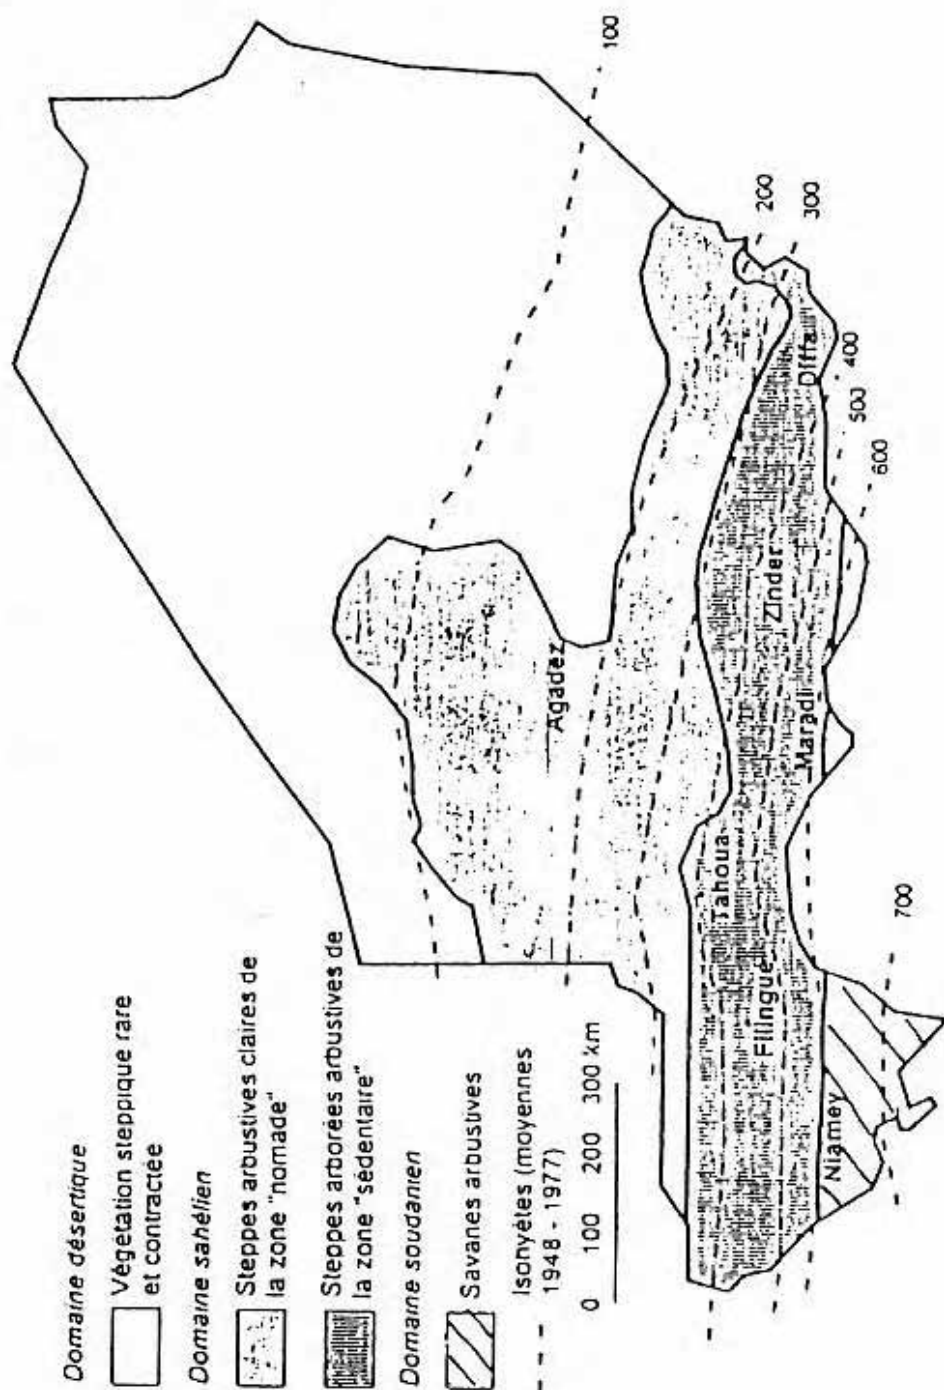 Domaine désertique
Végétation steppique rare
et contractée
Domaine sahélien
Steppes arbustives claires de
la zone "nomade"
Steppes arborées arbustives de
la zone "sédentaire"
Domaine soudanien
Savanes arbustives
Isonyètes (moyennes
1948 - 1977)
0 100 200 300 km
100
200
300
400
500
600
700
Agadez
Tahoua
Filingué
Niamey
Maradi
Zinder
Diffa